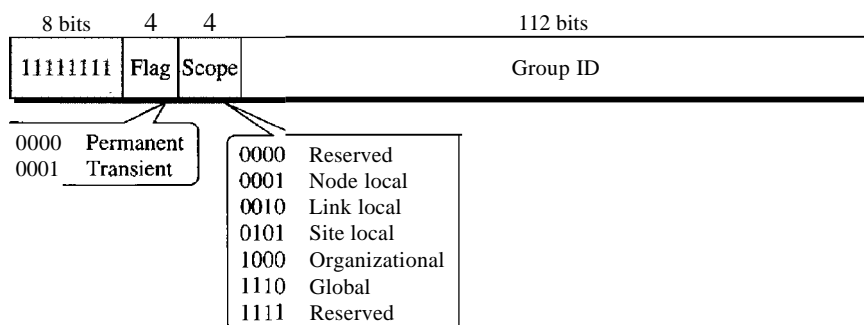 8 bits 4 4 112 bits
11111111 Flag Scope Group ID
0000 Permanent
0001 Transient
0000 Reserved
0001 Node local
0010 Link local
0101 Site local
1000 Organizational
1110 Global
1111 Reserved